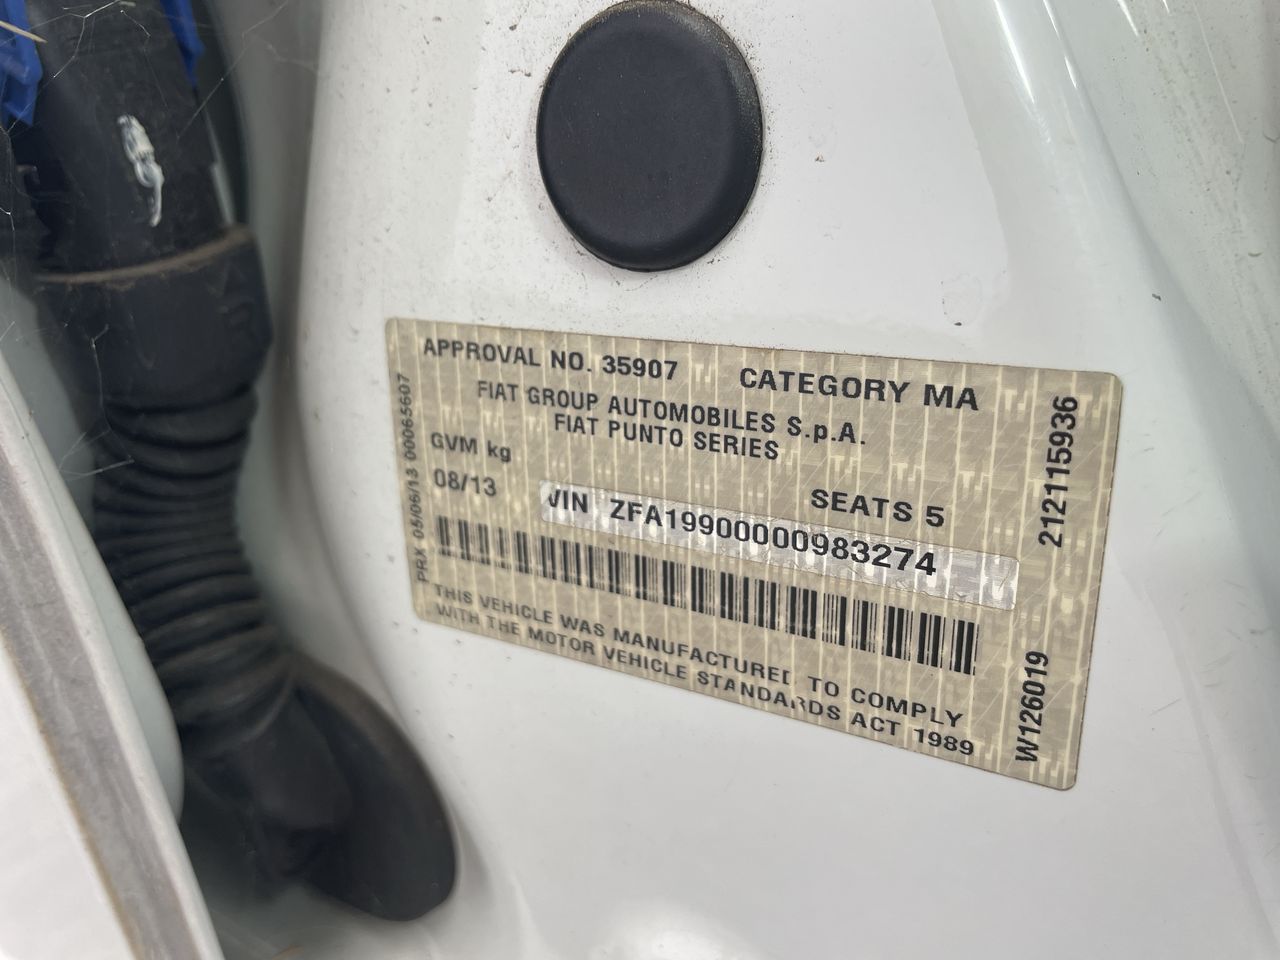 APPROVAL NO. 35907
CATEGORY MA
FIAT GROUP AUTOMOBILES S.p.A.
FIAT PUNTO SERIES
GVM kg
08/13
SEATS 5
VIN ZFA19900000983274
THIS VEHICLE WAS MANUFACTURED TO COMPLY
WITH THE MOTOR VEHICLE STANDARDS ACT 1989
PRX 05/06/13 00065607
212115936
W126019